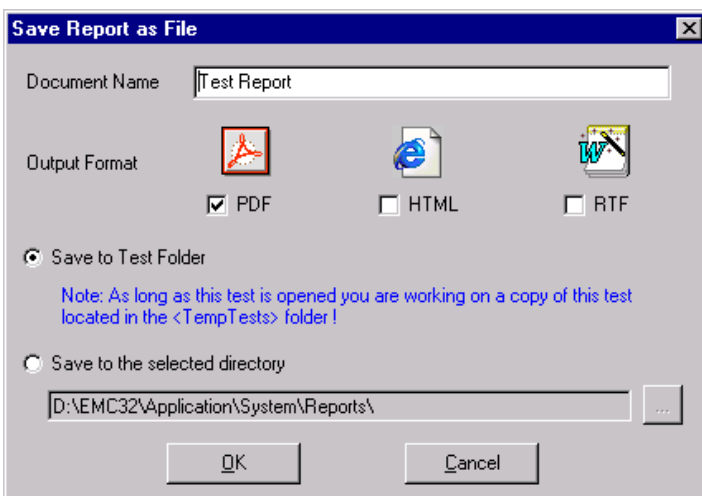 Save Report as File
Document Name
Test Report
Output Format
PDF
HTML
RTF
Save to Test Folder
Note: As long as this test is opened you are working on a copy of this test
located in the <TempTests> folder !
Save to the selected directory
D:\EMC32\Application\System\Reports\
...
OK
Cancel